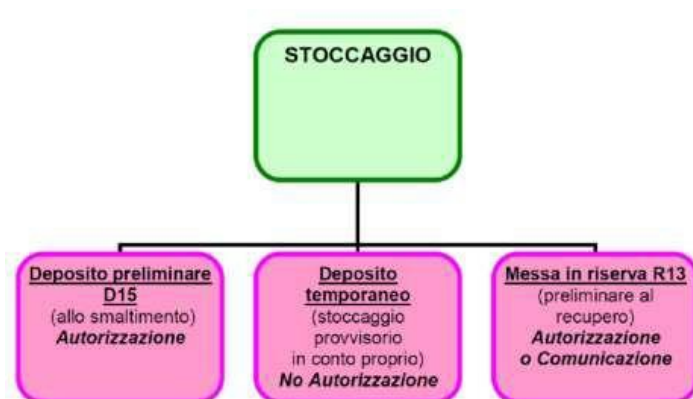 STOCCAGGIO
Deposito preliminare
D15
(allo smaltimento)
Autorizzazione
Deposito
temporaneo
(stoccaggio
provvisorio
in conto proprio)
No Autorizzazione
Messa in riserva R13
(preliminare al
recupero)
Autorizzazione
o Comunicazione